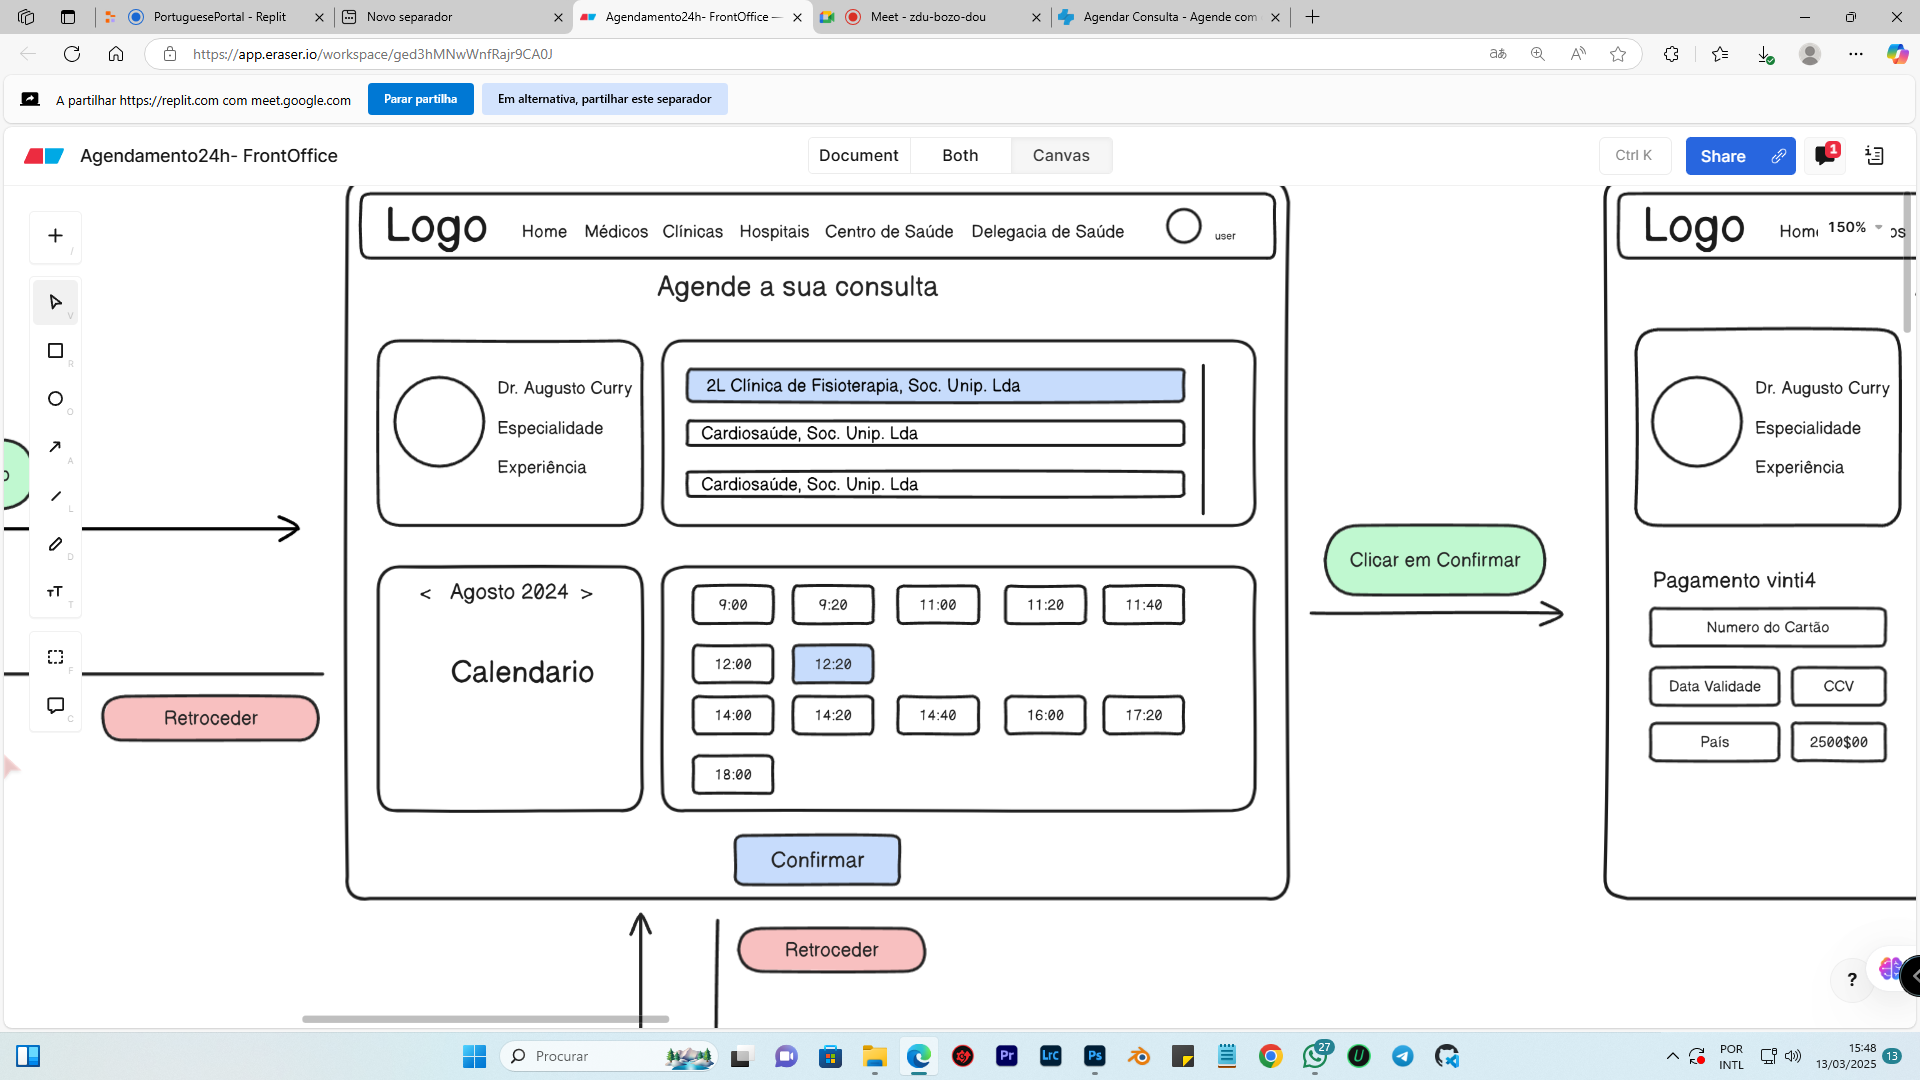 PortuguesePortal - Replit
Novo separador
Agendamento24h- FrontOffice —
Meet - zdu-bozo-dou
Agendar Consulta - Agende com
https://app.eraser.io/workspace/ged3hMNwWnfRajr9CA0J
A partilhar https://replit.com com meet.google.com
Parar partilha
Em alternativa, partilhar este separador
Agendamento24h- FrontOffice
Document
Both
Canvas
Ctrl K
Share
1
Logo
Home
Médicos
Clínicas
Hospitais
Centro de Saúde
Delegacia de Saúde
user
Agende a sua consulta
Dr. Augusto Curry
Especialidade
Experiência
2L Clínica de Fisioterapia, Soc. Unip. Lda
Cardiosaúde, Soc. Unip. Lda
Cardiosaúde, Soc. Unip. Lda
< Agosto 2024 >
Calendario
9:00
9:20
11:00
11:20
11:40
12:00
12:20
14:00
14:20
14:40
16:00
17:20
18:00
Confirmar
Retroceder
Retroceder
Clicar em Confirmar
Logo
150%
Dr. Augusto Curry
Especialidade
Experiência
Pagamento vinti4
Numero do Cartão
Data Validade
CCV
País
2500$00
/
V
R
O
A
L
D
T
F
C
?
Procurar
Pr
Lrc
Ps
27
POR
INTL
15:48
13/03/2025
13